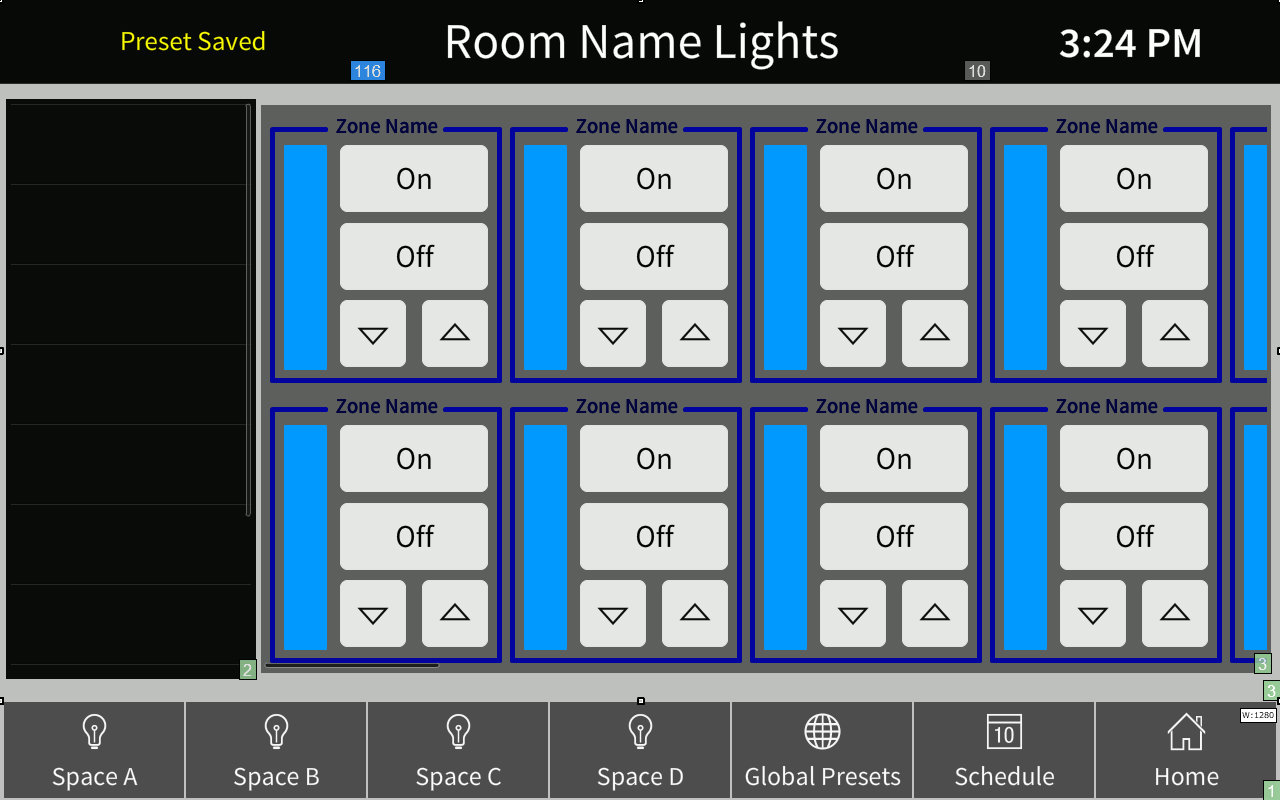 Preset Saved
Room Name Lights
3:24 PM
116
10
Zone Name
Zone Name
Zone Name
Zone Name
On
On
On
On
Off
Off
Off
Off
Zone Name
Zone Name
Zone Name
Zone Name
On
On
On
On
Off
Off
Off
Off
2
3
3
W:1280
10
Space A
Space B
Space C
Space D
Global Presets
Schedule
Home
1